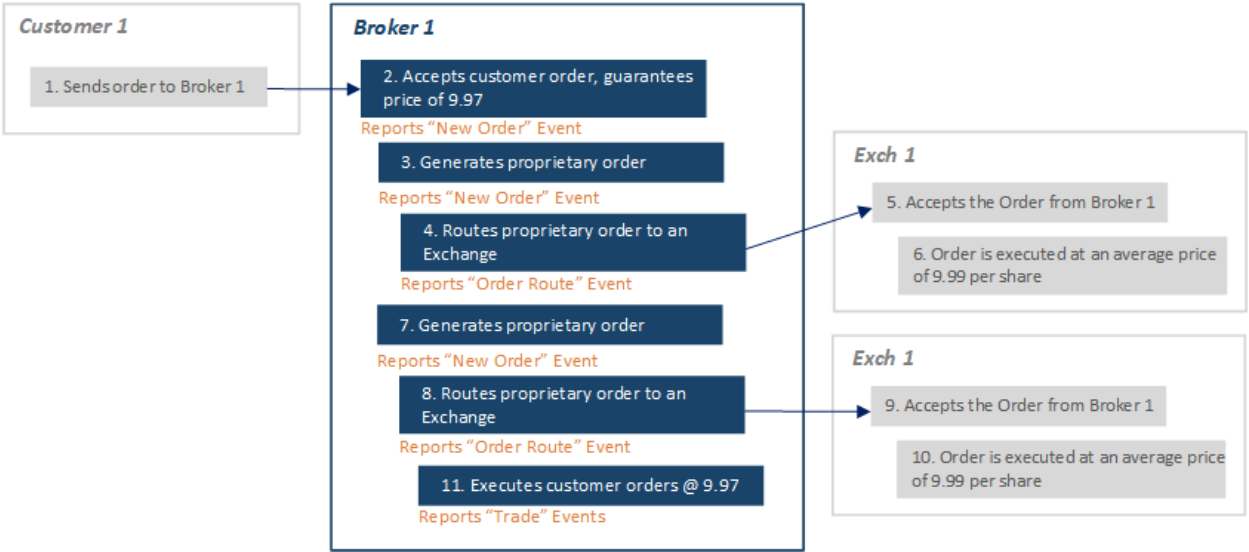 Customer 1
1. Sends order to Broker 1
Broker 1
2. Accepts customer order, guarantees
price of 9.97
Reports “New Order” Event
3. Generates proprietary order
Reports “New Order” Event
4. Routes proprietary order to an
Exchange
Reports “Order Route” Event
Exch 1
5. Accepts the Order from Broker 1
6. Order is executed at an average price
of 9.99 per share
7. Generates proprietary order
Reports “New Order” Event
8. Routes proprietary order to an
Exchange
Reports “Order Route” Event
Exch 1
9. Accepts the Order from Broker 1
10. Order is executed at an average price
of 9.99 per share
11. Executes customer orders @ 9.97
Reports “Trade” Events